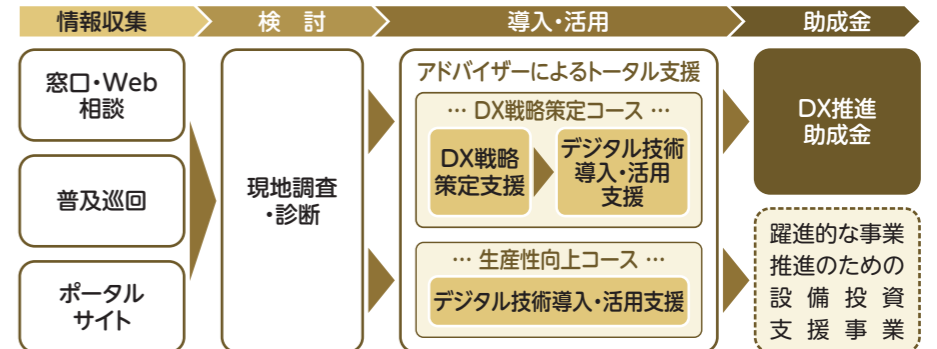 情報収集
検 討
導入・活用
助成金
窓口・Web
相談
普及巡回
ポータル
サイト
現地調査
・診断
アドバイザーによるトータル支援
… DX戦略策定コース …
DX戦略
策定支援
デジタル技術
導入・活用
支援
… 生産性向上コース …
デジタル技術導入・活用支援
DX推進
助成金
躍進的な事業
推進のための
設備投資
支援事業